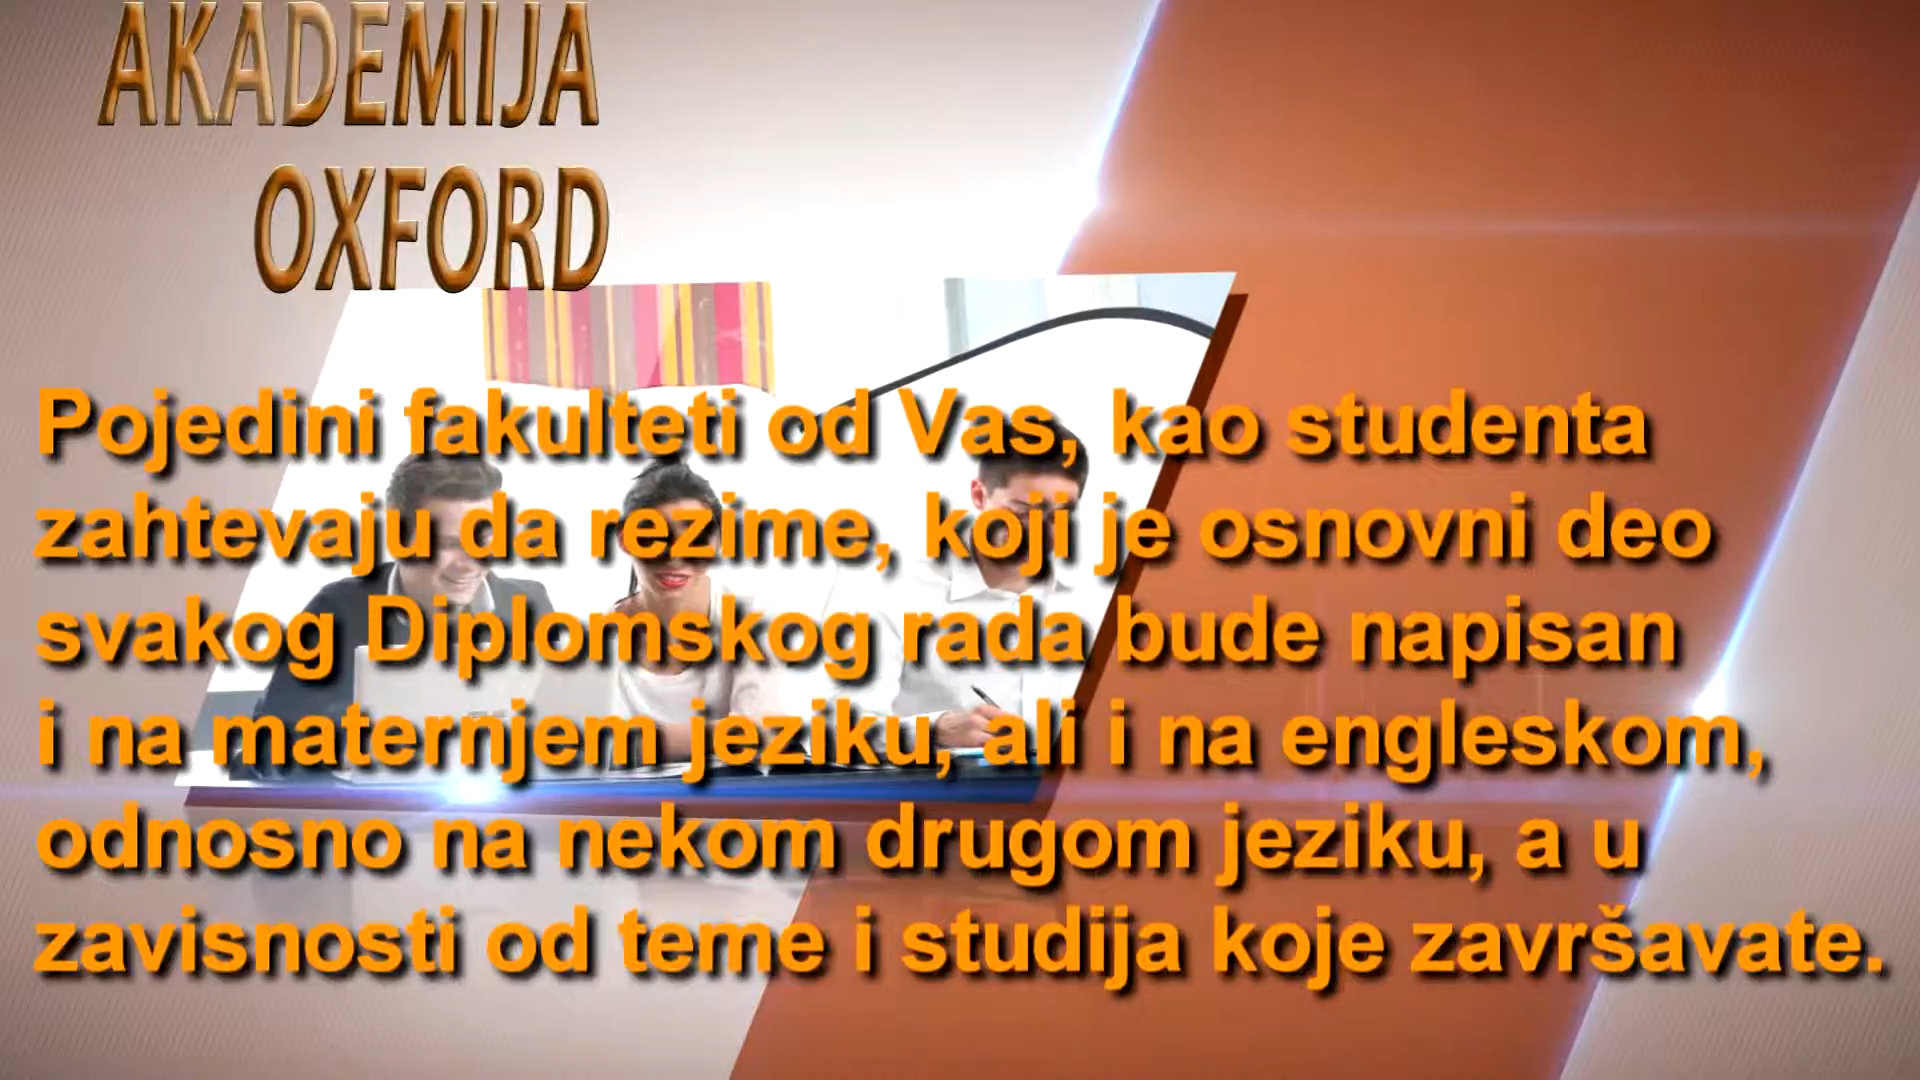 AKADEMIJA
OXFORD
Pojedini fakulteti od Vas, kao studenta
zahtevaju da rezime, koji je osnovni deo
svakog Diplomskog rada bude napisan
i na maternjem jeziku, ali i na engleskom,
odnosno na nekom drugom jeziku, a u
zavisnosti od teme i studija koje završavate.